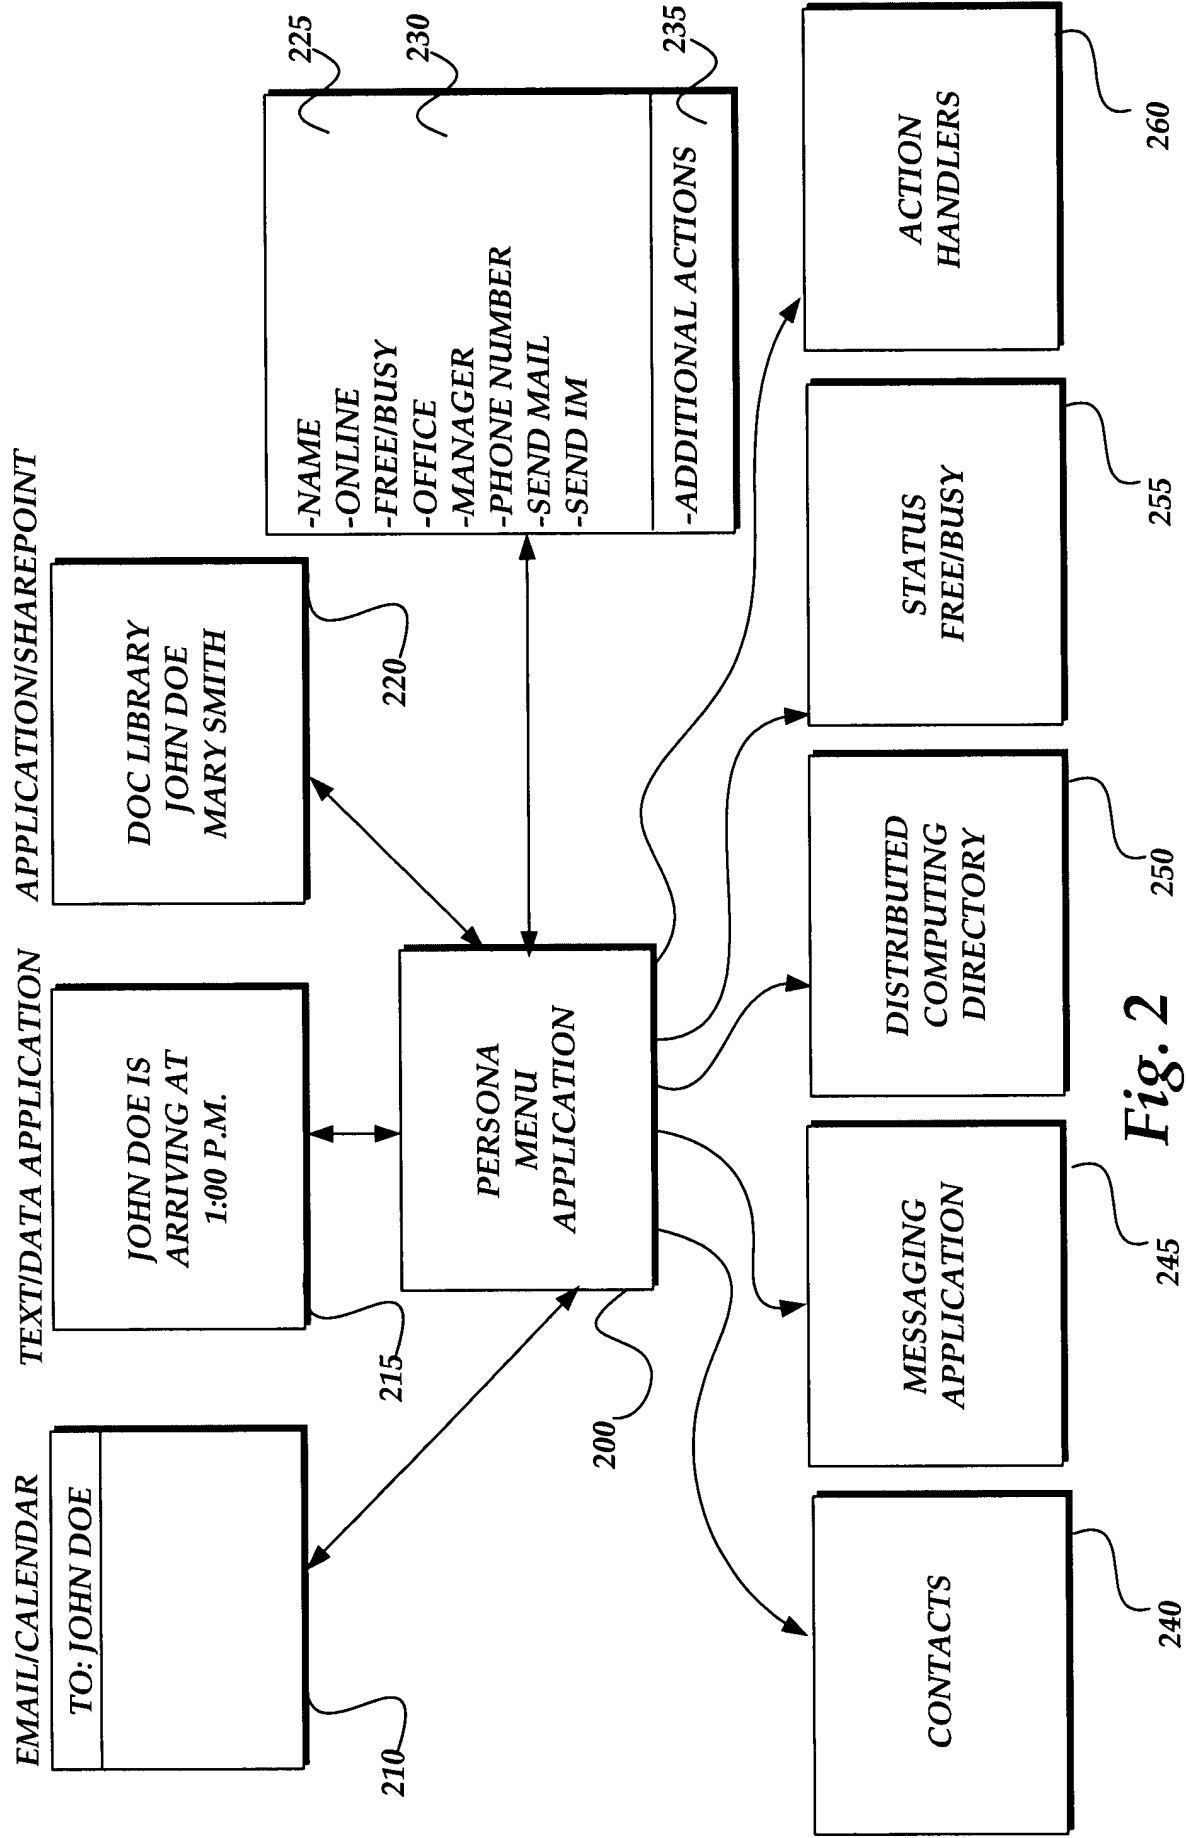 EMAIL/CALENDAR
TO: JOHN DOE
210
TEXT/DATA APPLICATION
JOHN DOE IS
ARRIVING AT
1:00 P.M.
215
APPLICATION/SHAREPOINT
DOC LIBRARY
JOHN DOE
MARY SMITH
220
225
230
235
-NAME
-ONLINE
-FREE/BUSY
-OFFICE
-MANAGER
-PHONE NUMBER
-SEND MAIL
-SEND IM
-ADDITIONAL ACTIONS
PERSONA
MENU
APPLICATION
200
CONTACTS
240
MESSAGING
APPLICATION
245
DISTRIBUTED
COMPUTING
DIRECTORY
250
STATUS
FREE/BUSY
255
ACTION
HANDLERS
260
Fig. 2